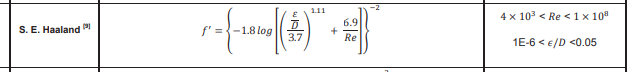 S. E. Haaland [9]
f' = {-1.8 log [((ε/D)/3.7)^1.11 + 6.9/Re]}^-2
4 × 10³ < Re < 1 × 10⁸
1E-6 < ϵ/D <0.05